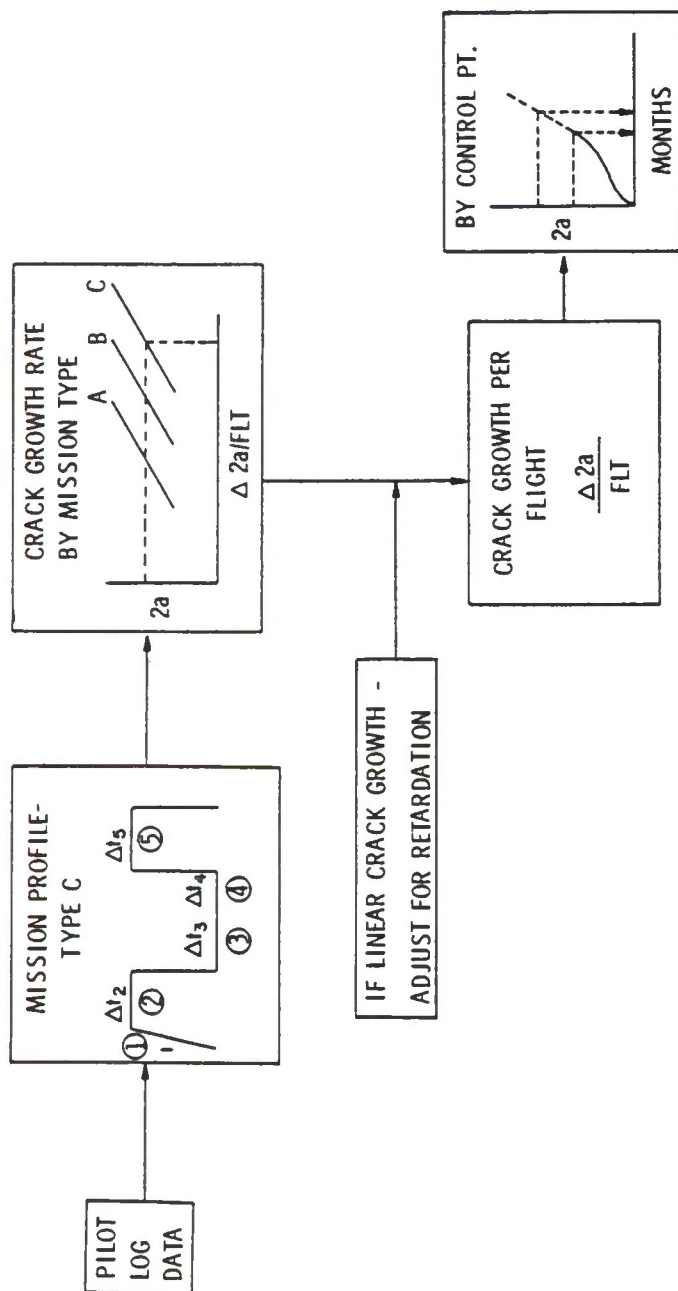 PILOT
LOG
DATA
MISSION PROFILE-
TYPE C
①
Δt₂
②
Δt₃
③
Δt₄
④
Δt₅
⑤
CRACK GROWTH RATE
BY MISSION TYPE
2a
A
B
C
Δ 2a/FLT
IF LINEAR CRACK GROWTH -
ADJUST FOR RETARDATION
CRACK GROWTH PER
FLIGHT
Δ 2a
FLT
BY CONTROL PT.
2a
MONTHS